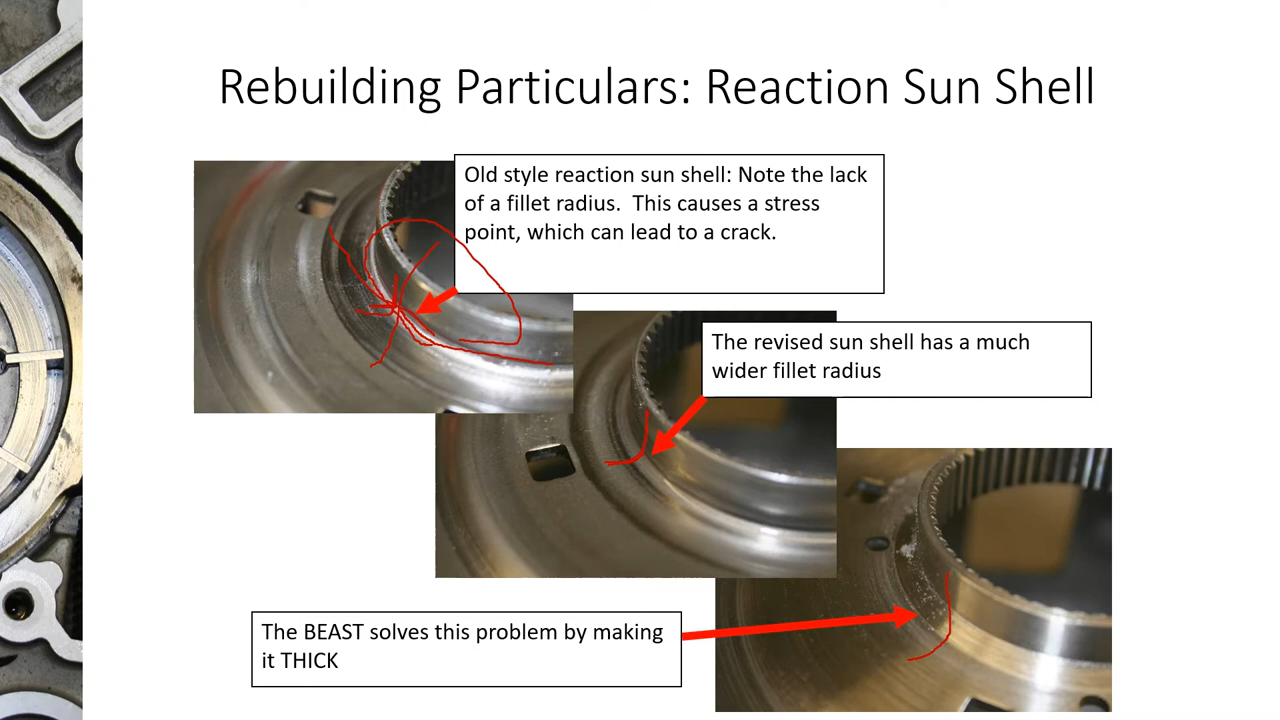 Rebuilding Particulars: Reaction Sun Shell
Old style reaction sun shell: Note the lack
of a fillet radius.  This causes a stress
point, which can lead to a crack.
The revised sun shell has a much
wider fillet radius
The BEAST solves this problem by making
it THICK